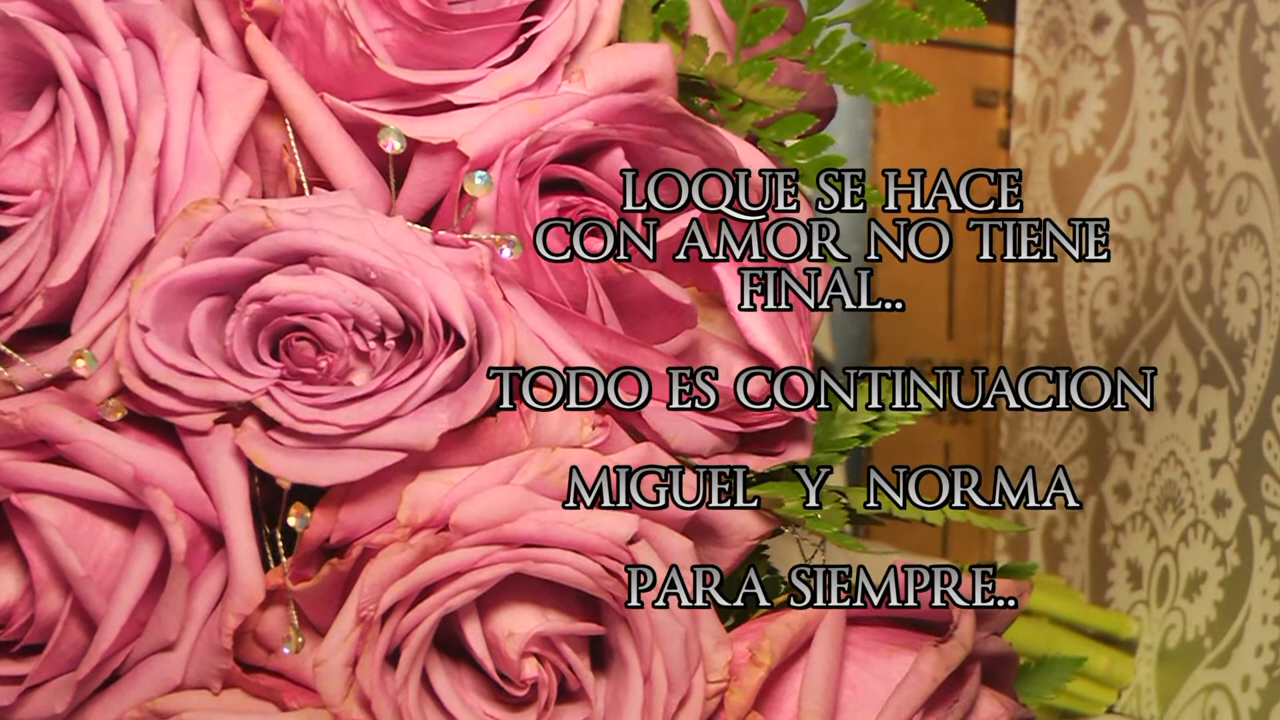 LOQUE SE HACE
CON AMOR NO TIENE
FINAL..
TODO ES CONTINUACION
MIGUEL Y NORMA
PARA SIEMPRE..